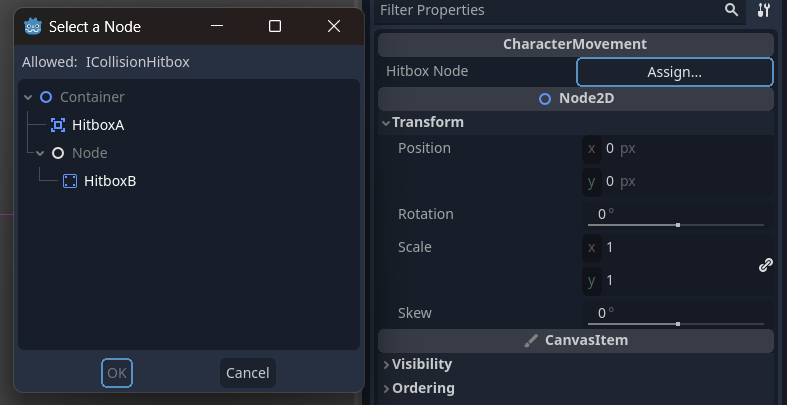 Select a Node
Allowed: ICollisionHitbox
Container
HitboxA
Node
HitboxB
OK
Cancel
Filter Properties
CharacterMovement
Hitbox Node
Assign...
Node2D
Transform
Position
x 0 px
y 0 px
Rotation
0 °
Scale
x 1
y 1
Skew
0 °
CanvasItem
Visibility
Ordering